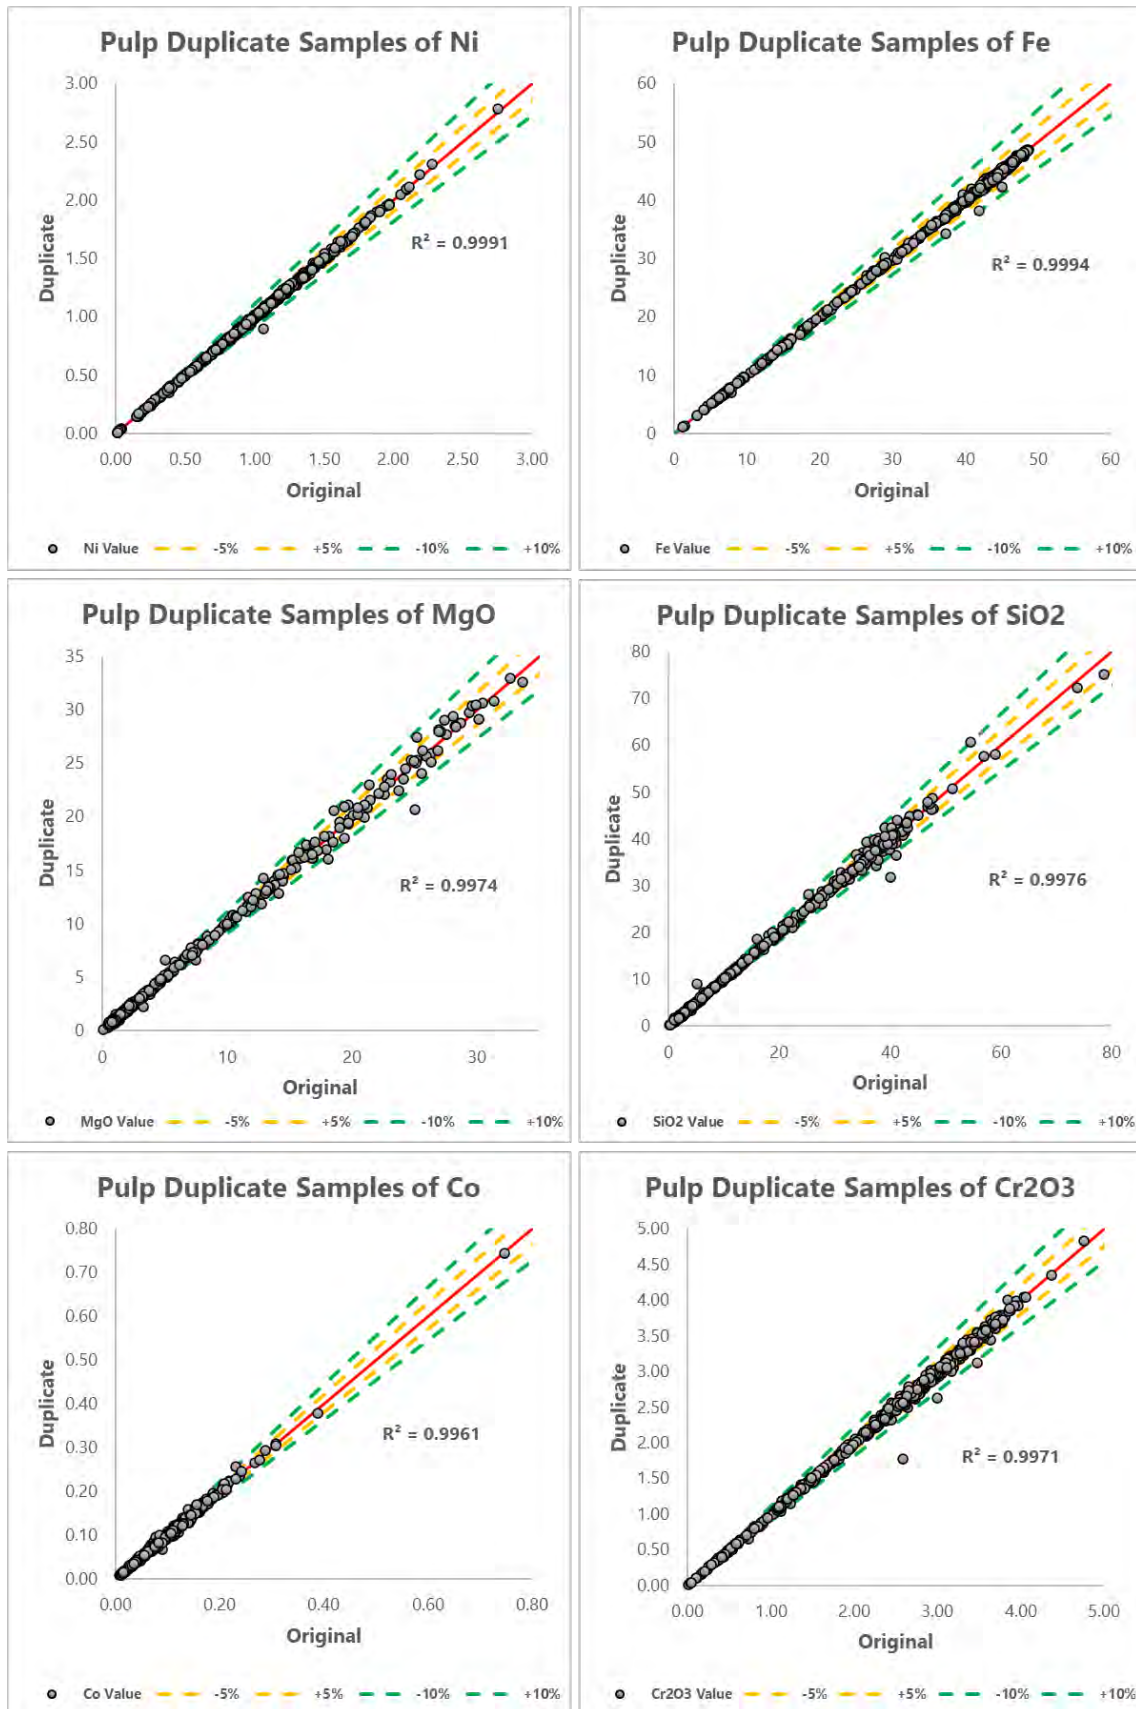 Pulp Duplicate Samples of Ni
3.00
2.50
2.00
1.50
1.00
0.50
0.00
Duplicate
R² = 0.9991
0.00 0.50 1.00 1.50 2.00 2.50 3.00
Original
Ni Value -5% +5% -10% +10%
Pulp Duplicate Samples of Fe
60
50
40
30
20
10
0
Duplicate
R² = 0.9994
0 10 20 30 40 50 60
Original
Fe Value -5% +5% -10% +10%
Pulp Duplicate Samples of MgO
35
30
25
20
15
10
5
0
Duplicate
R² = 0.9974
0 10 20 30
Original
MgO Value -5% +5% -10% +10%
Pulp Duplicate Samples of SiO2
80
70
60
50
40
30
20
10
0
Duplicate
R² = 0.9976
0 20 40 60 80
Original
SiO2 Value -5% +5% -10% +10%
Pulp Duplicate Samples of Co
0.80
0.70
0.60
0.50
0.40
0.30
0.20
0.10
0.00
Duplicate
R² = 0.9961
0.00 0.20 0.40 0.60 0.80
Original
Co Value -5% +5% -10% +10%
Pulp Duplicate Samples of Cr2O3
5.00
4.50
4.00
3.50
3.00
2.50
2.00
1.50
1.00
0.50
0.00
Duplicate
R² = 0.9971
0.00 1.00 2.00 3.00 4.00 5.00
Original
Cr2O3 Value -5% +5% -10% +10%